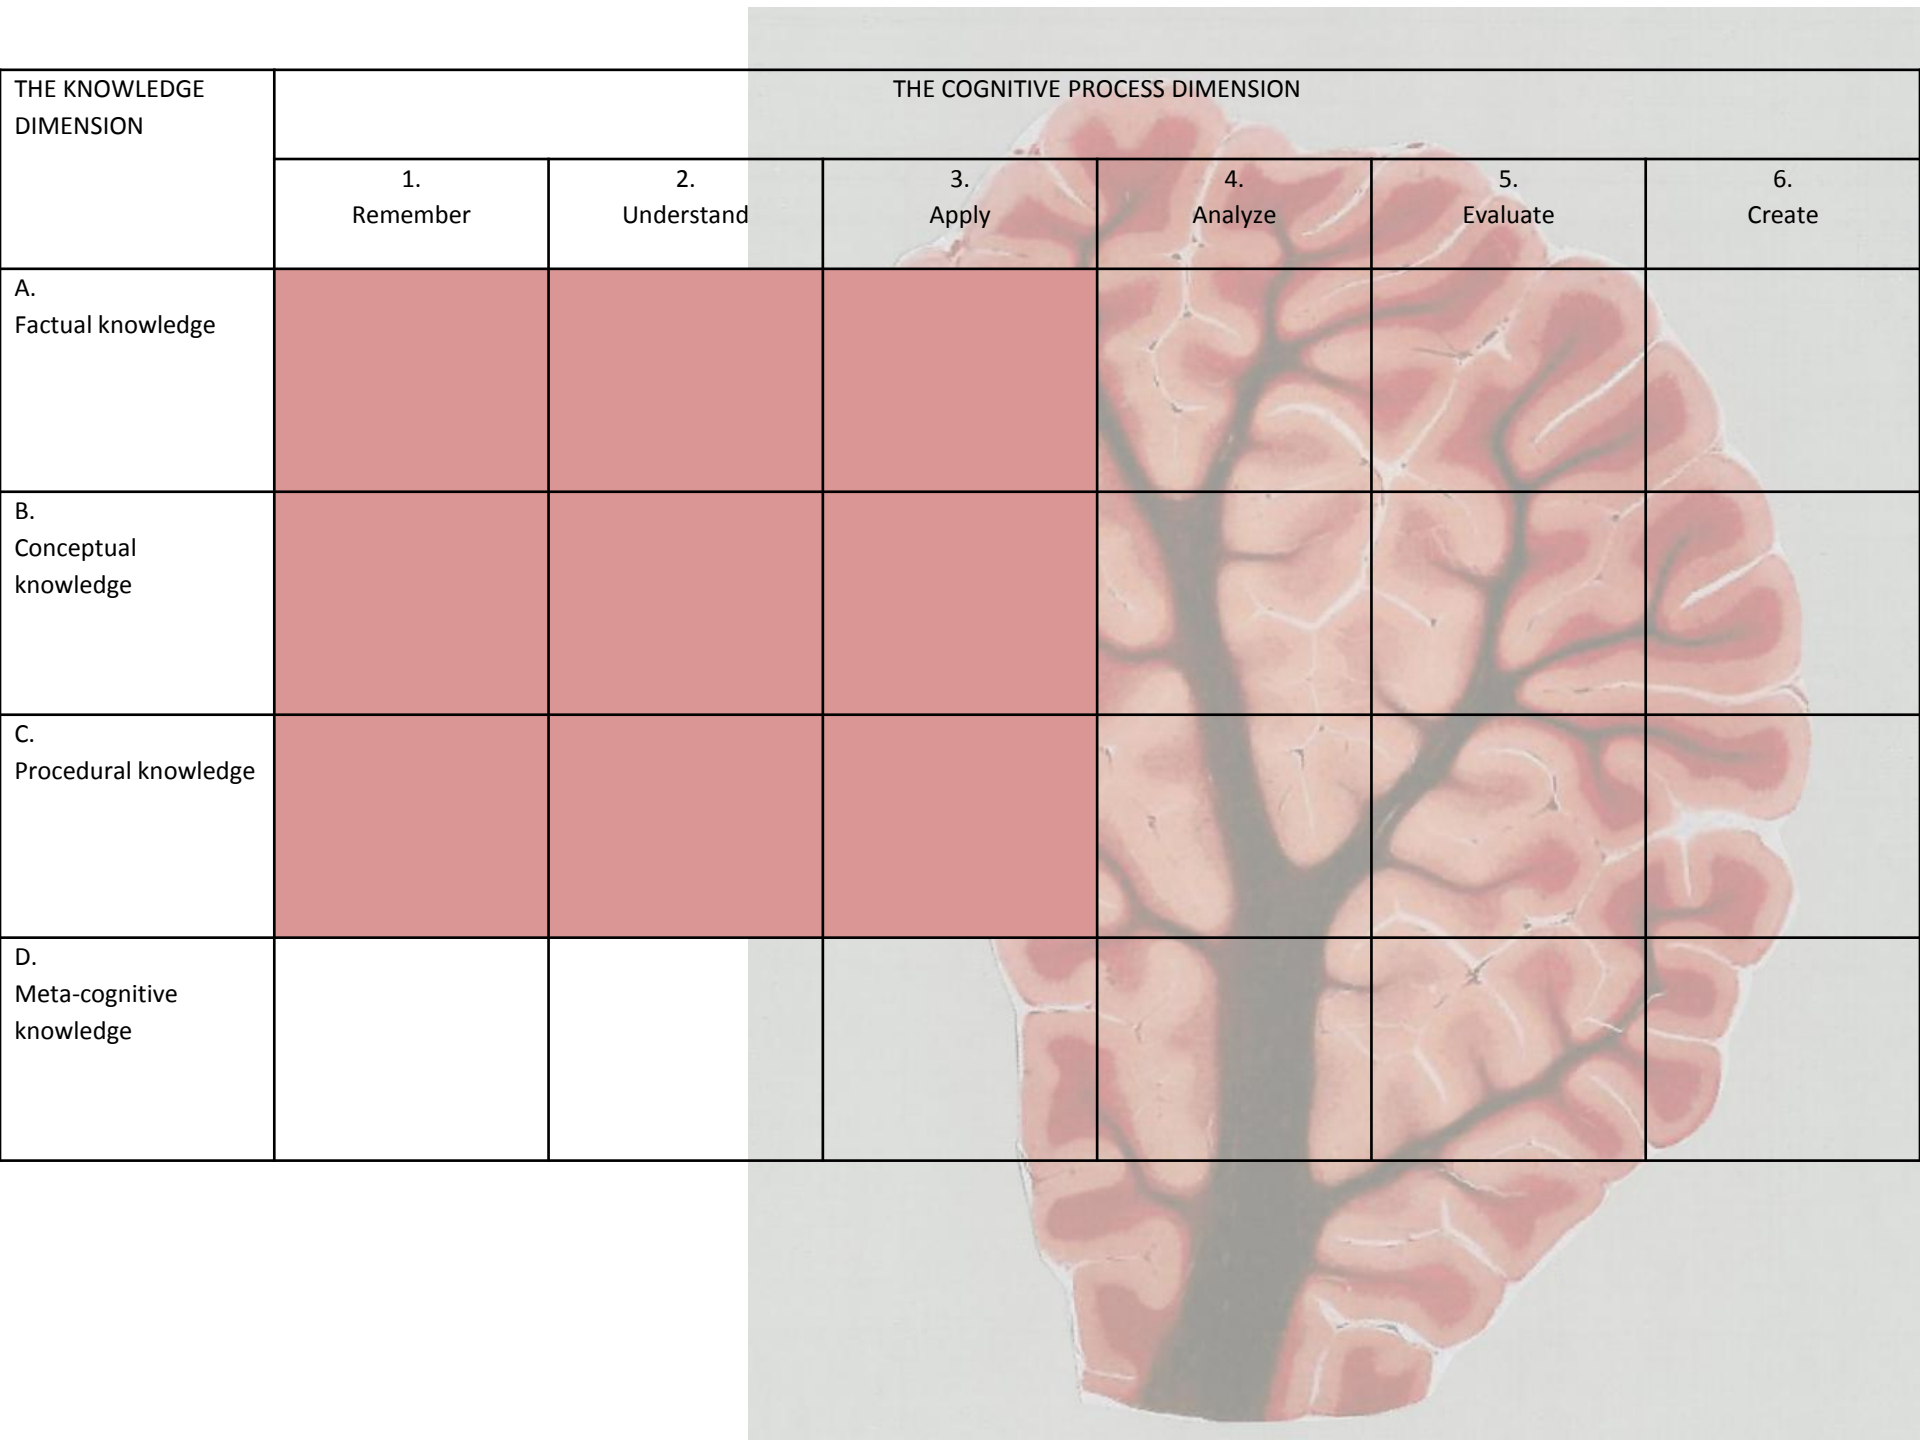 THE KNOWLEDGE
DIMENSION
THE COGNITIVE PROCESS DIMENSION
1.
Remember
2.
Understand
3.
Apply
4.
Analyze
5.
Evaluate
6.
Create
A.
Factual knowledge
B.
Conceptual
knowledge
C.
Procedural knowledge
D.
Meta-cognitive
knowledge